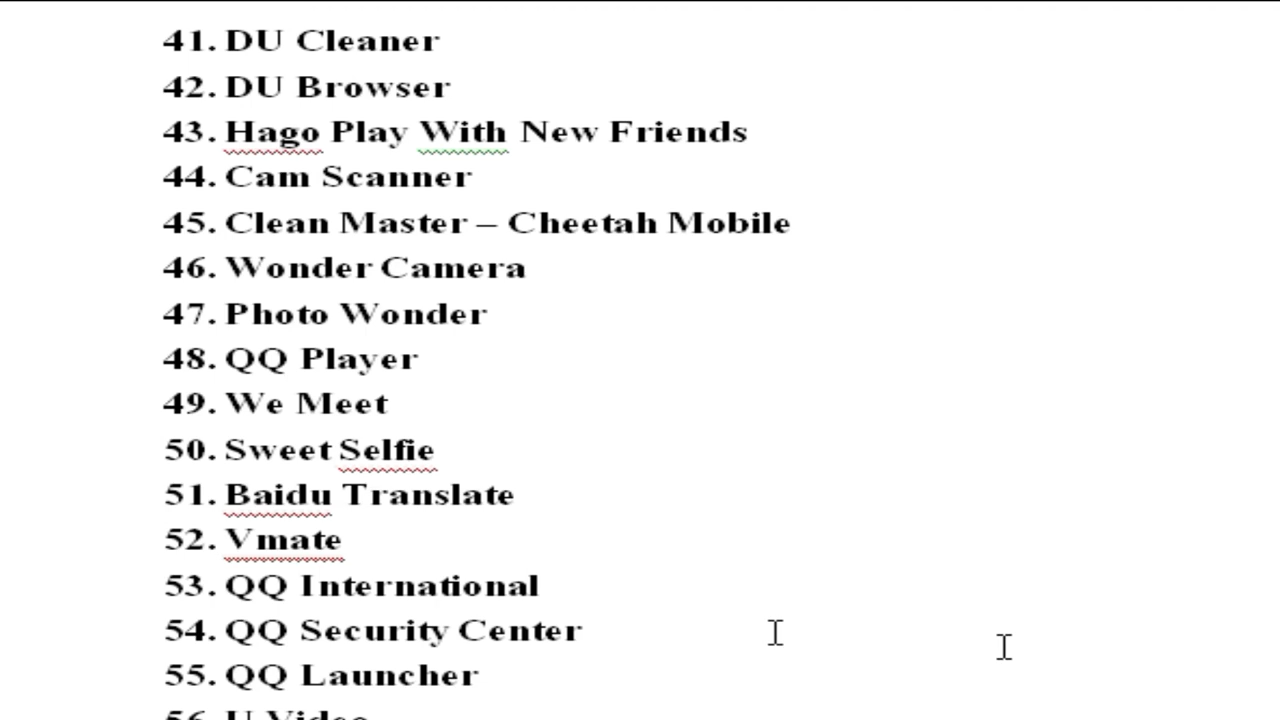 41. DU Cleaner
42. DU Browser
43. Hago Play With New Friends
44. Cam Scanner
45. Clean Master – Cheetah Mobile
46. Wonder Camera
47. Photo Wonder
48. QQ Player
49. We Meet
50. Sweet Selfie
51. Baidu Translate
52. Vmate
53. QQ International
54. QQ Security Center
55. QQ Launcher
56. U Video